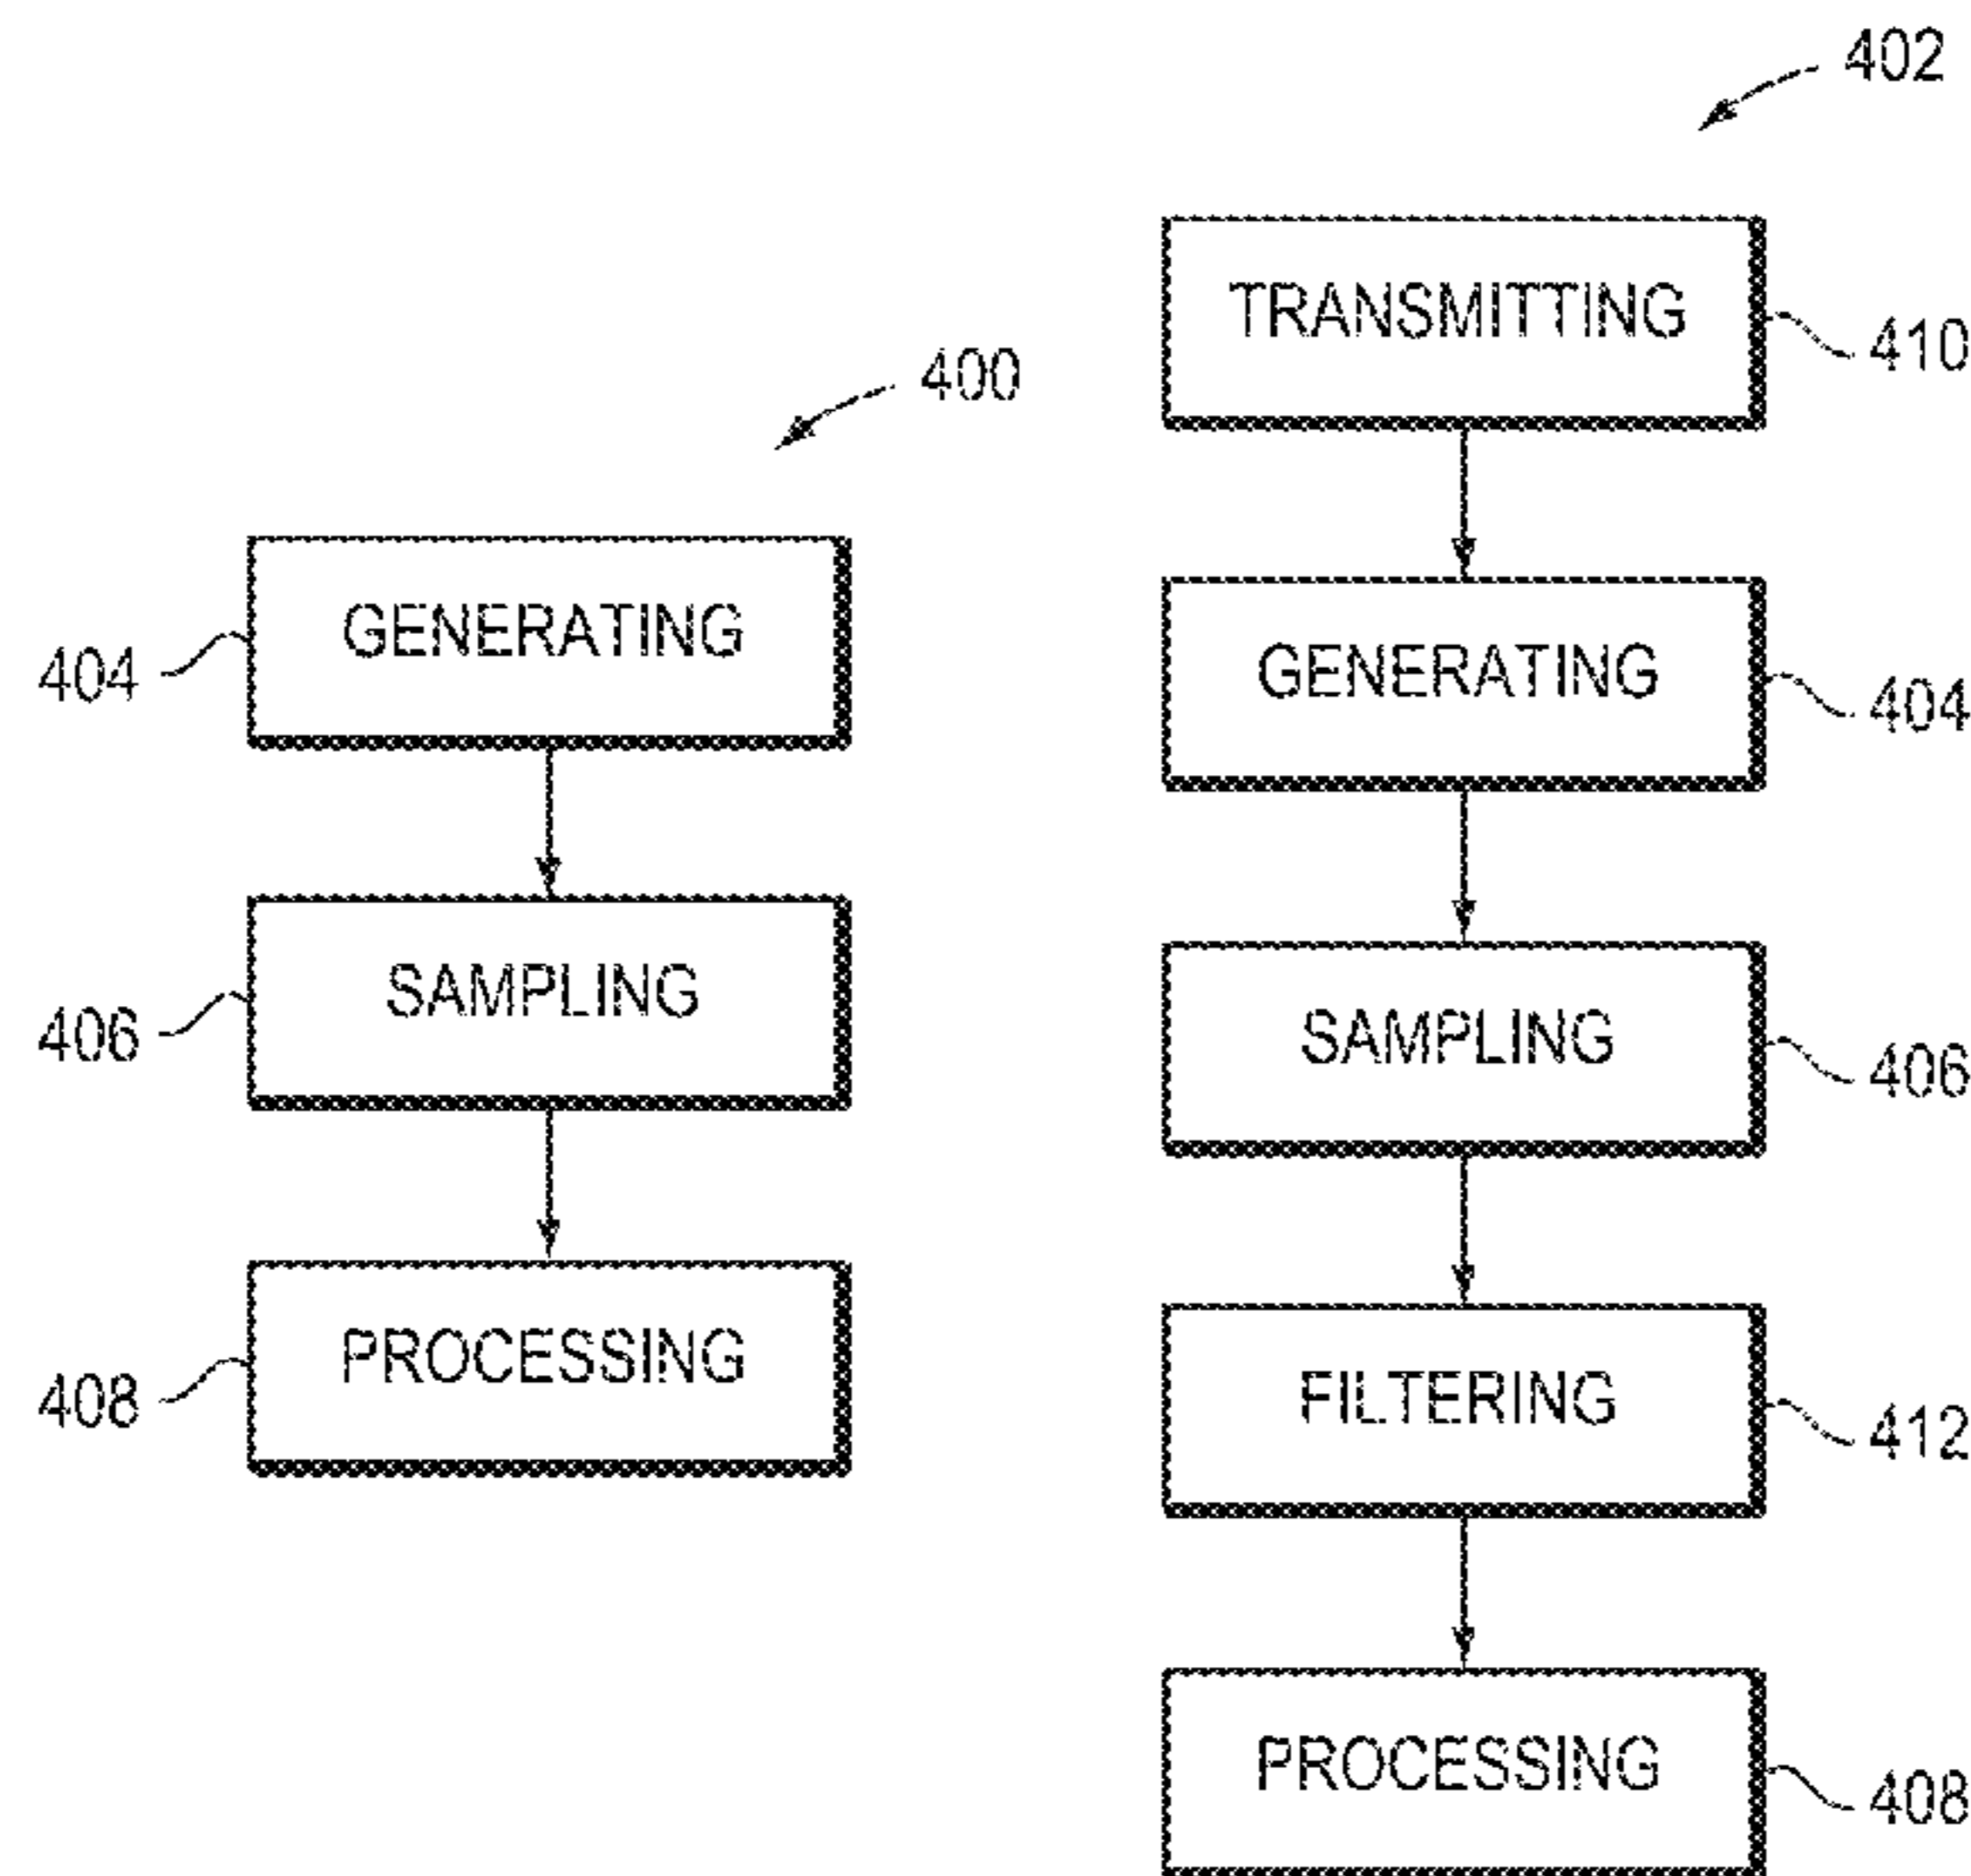 400
GENERATING
404
SAMPLING
406
PROCESSING
408
402
TRANSMITTING
410
GENERATING
404
SAMPLING
406
FILTERING
412
PROCESSING
408